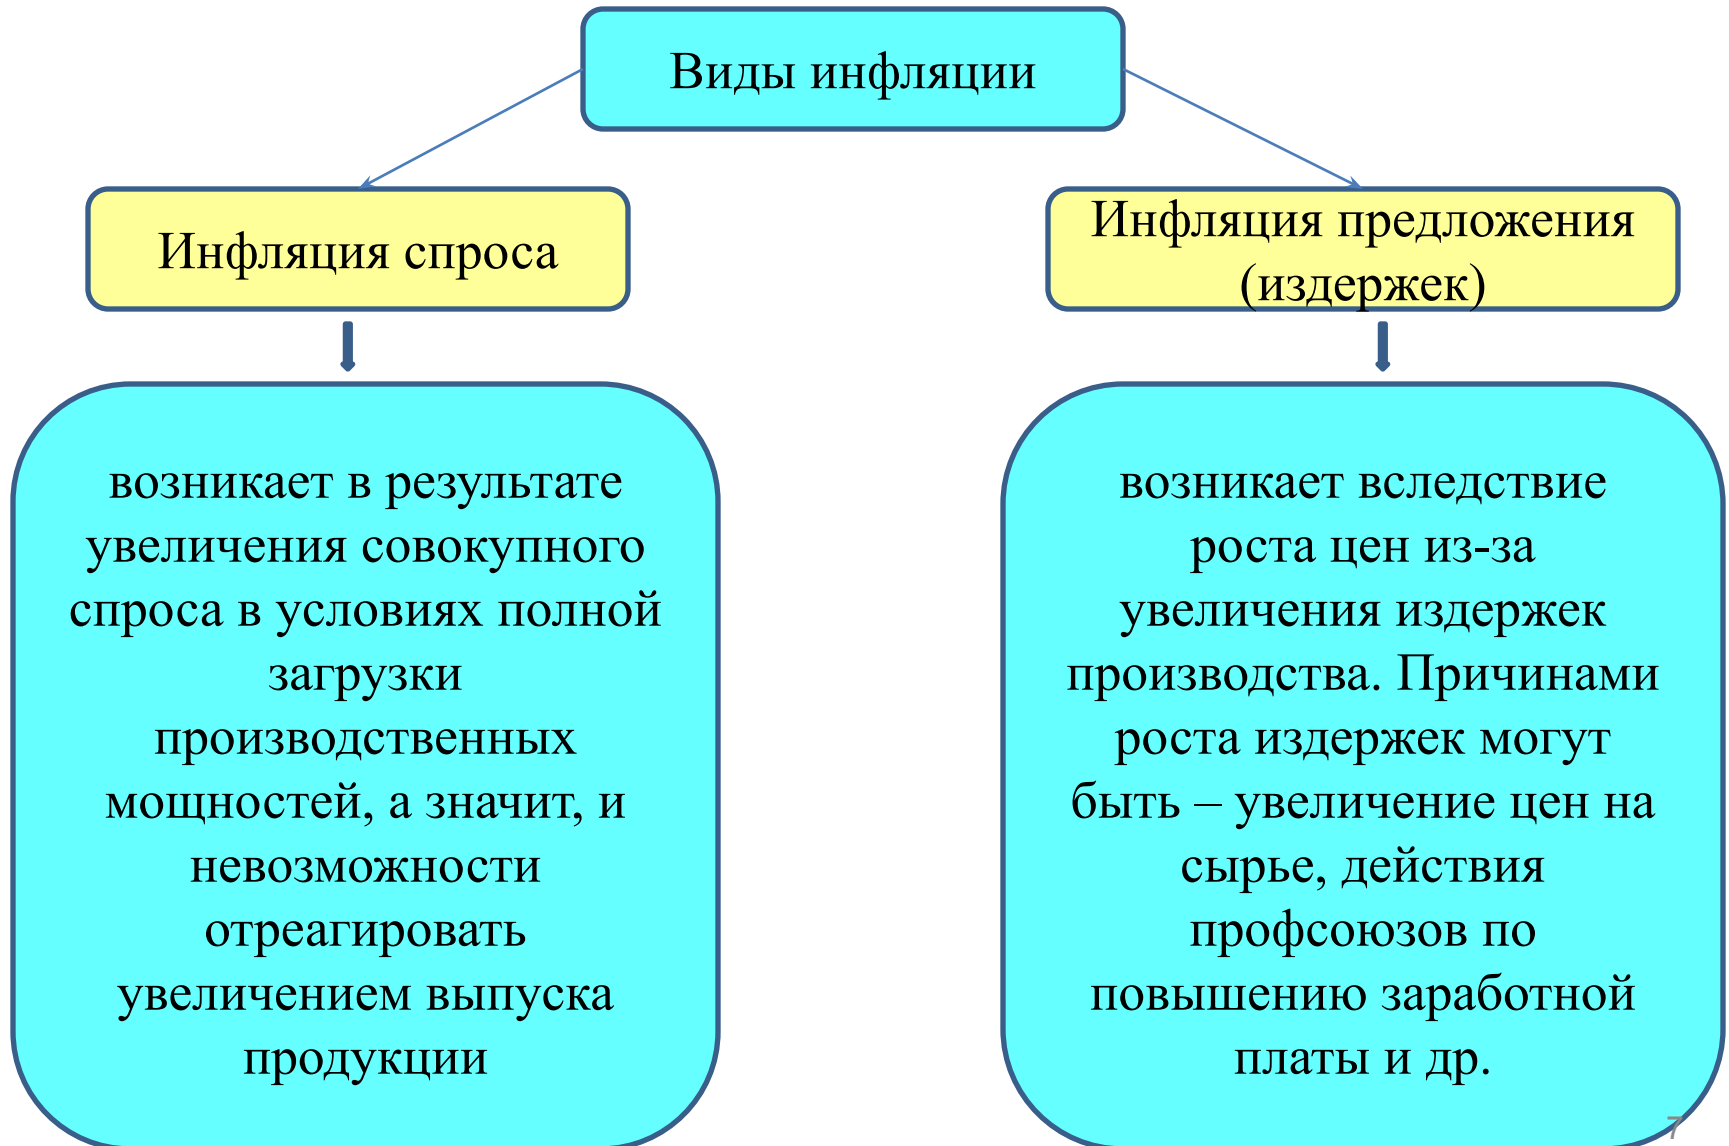 Виды инфляции
Инфляция спроса
Инфляция предложения
(издержек)
возникает в результате
увеличения совокупного
спроса в условиях полной
загрузки
производственных
мощностей, а значит, и
невозможности
отреагировать
увеличением выпуска
продукции
возникает вследствие
роста цен из-за
увеличения издержек
производства. Причинами
роста издержек могут
быть – увеличение цен на
сырье, действия
профсоюзов по
повышению заработной
платы и др.
7